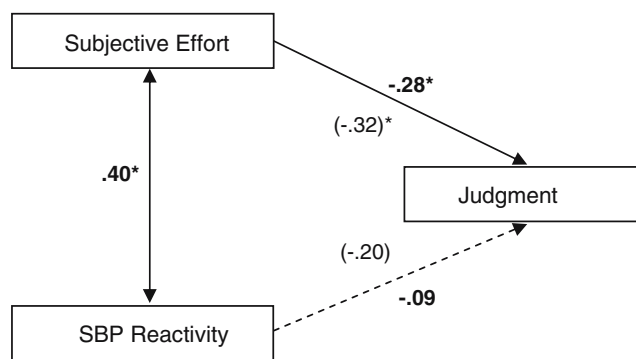 Subjective Effort
-.28*
(-.32)*
.40*
Judgment
(-.20)
-.09
SBP Reactivity